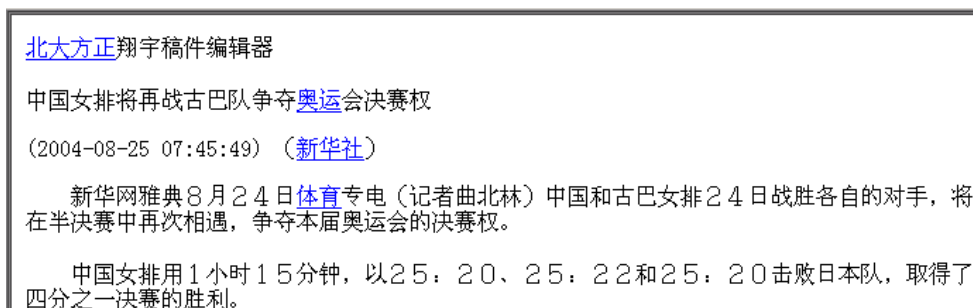 北大方正翔宇稿件编辑器
中国女排将再战古巴队争夺奥运会决赛权
(2004-08-25 07:45:49) （新华社）
新华网雅典８月２４日体育专电（记者曲北林）中国和古巴女排２４日战胜各自的对手，将
在半决赛中再次相遇，争夺本届奥运会的决赛权。
中国女排用１小时１５分钟，以２５：２０、２５：２２和２５：２０击败日本队，取得了
四分之一决赛的胜利。